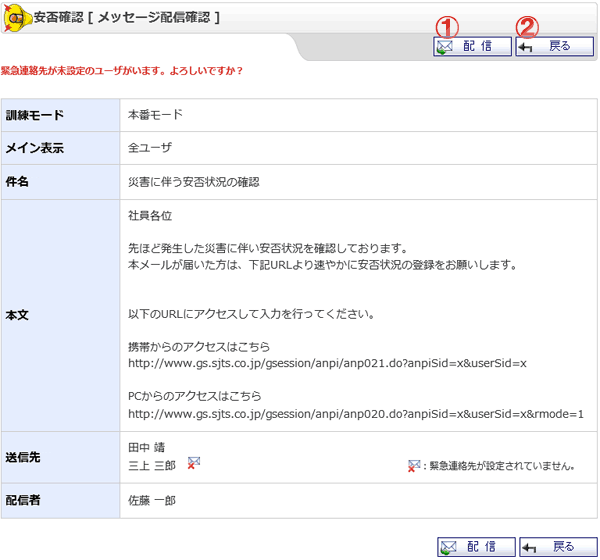 安否確認 [ メッセージ配信確認 ]
① ②
配 信 戻る
緊急連絡先が未設定のユーザがいます。よろしいですか?
訓練モード 本番モード
メイン表示 全ユーザ
件名 災害に伴う安否状況の確認
本文
社員各位
先ほど発生した災害に伴い安否状況を確認しております。
本メールが届いた方は、下記URLより速やかに安否状況の登録をお願いします。
以下のURLにアクセスして入力を行ってください。
携帯からのアクセスはこちら
http://www.gs.sjts.co.jp/gsession/anpi/anp021.do?anpiSid=x&userSid=x
PCからのアクセスはこちら
http://www.gs.sjts.co.jp/gsession/anpi/anp020.do?anpiSid=x&userSid=x&rmode=1
送信先
田中 靖
三上 三郎 : 緊急連絡先が設定されていません。
配信者 佐藤 一郎
配 信 戻る